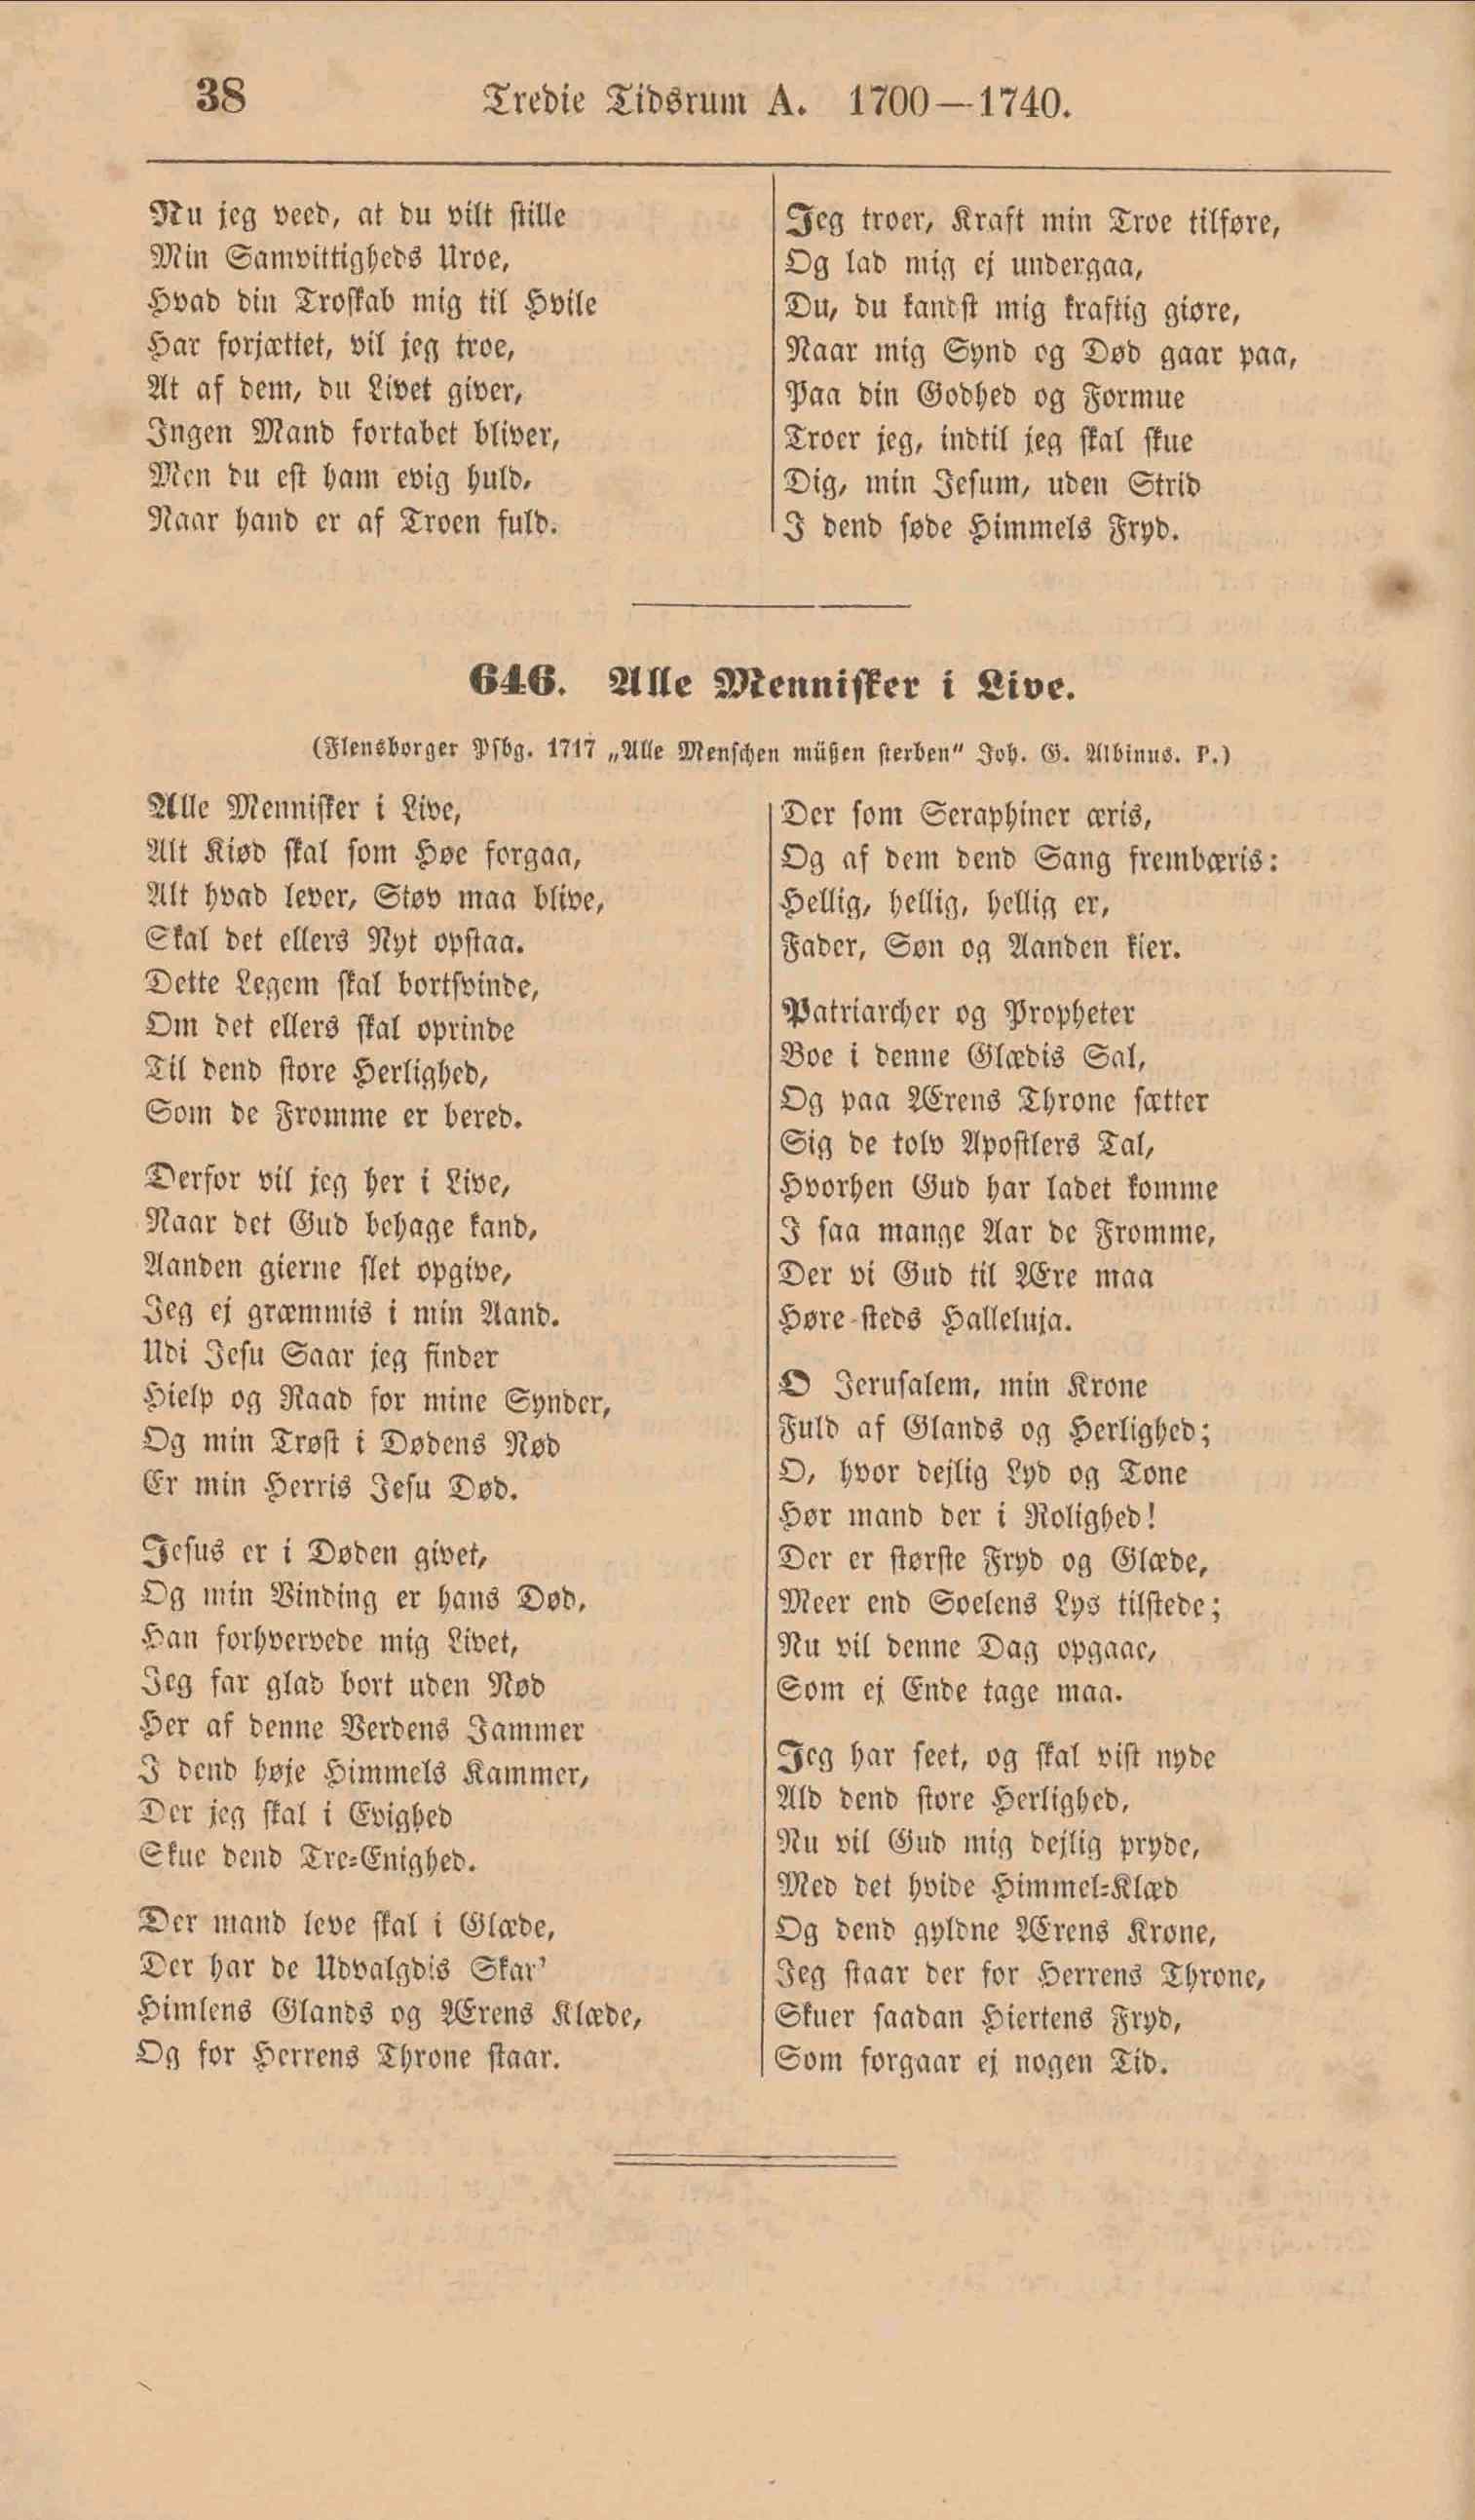 38
Tredie Tidsrum A. 1700—1740.
Nu jeg veed, at du vilt stille
Min Samvittigheds Uroe,
Hvad din Troskab mig til Hvile
Har forjættet, vil jeg troe,
At af dem, du Livet giver,
Ingen Mand fortabet bliver,
Men du est ham evig huld,
Naar hand er af Troen fuld.
Jeg troer, Kraft min Troe tilføre,
Og lad mig ej undergaa,
Du, du kandst mig kraftig giøre,
Naar mig Synd og Død gaar paa,
Paa din Godhed og Formue
Troer jeg, indtil jeg skal skue
Dig, min Jesum, uden Strid
I dend søde Himmels Fryd.
646. Alle Mennisker i Live.
(Flensborger Psbg. 1717 „Alle Menschen müßen sterben“ Joh. G. Albinus. P.)
Alle Mennisker i Live,
Alt Kiød skal som Høe forgaa,
Alt hvad lever, Støv maa blive,
Skal det ellers Nyt opstaa.
Dette Legem skal bortsvinde,
Om det ellers skal oprinde
Til dend store Herlighed,
Som de Fromme er bered.
Derfor vil jeg her i Live,
Naar det Gud behage kand,
Aanden gierne slet opgive,
Jeg ej græmmis i min Aand.
Udi Jesu Saar jeg finder
Hielp og Raad for mine Synder,
Og min Trøst i Dødens Nød
Er min Herris Jesu Død.
Jesus er i Døden givet,
Og min Vinding er hans Død,
Han forhvervede mig Livet,
Jeg far glad bort uden Nød
Her af denne Verdens Jammer
I dend høje Himmels Kammer,
Der jeg skal i Evighed
Skue dend Tre-Enighed.
Der mand leve skal i Glæde,
Der har de Udvalgdis Skar'
Himlens Glands og Ærens Klæde,
Og for Herrens Throne staar.
Der som Seraphiner æris,
Og af dem dend Sang frembæris:
Hellig, hellig, hellig er,
Fader, Søn og Aanden kier.
Patriarcher og Propheter
Boe i denne Glædis Sal,
Og paa Ærens Throne sætter
Sig de tolv Apostlers Tal,
Hvorhen Gud har ladet komme
I saa mange Aar de Fromme,
Der vi Gud til Ære maa
Høre steds Halleluja.
O Jerusalem, min Krone
Fuld af Glands og Herlighed;
O, hvor dejlig Lyd og Tone
Hør mand der i Rolighed!
Der er største Fryd og Glæde,
Meer end Soelens Lys tilstede;
Nu vil denne Dag opgaae,
Som ej Ende tage maa.
Jeg har seet, og skal vist nyde
Ald dend store Herlighed,
Nu vil Gud mig dejlig pryde,
Med det hvide Himmel-Klæd
Og dend gyldne Ærens Krone,
Jeg staar der for Herrens Throne,
Skuer saadan Hiertens Fryd,
Som forgaar ej nogen Tid.